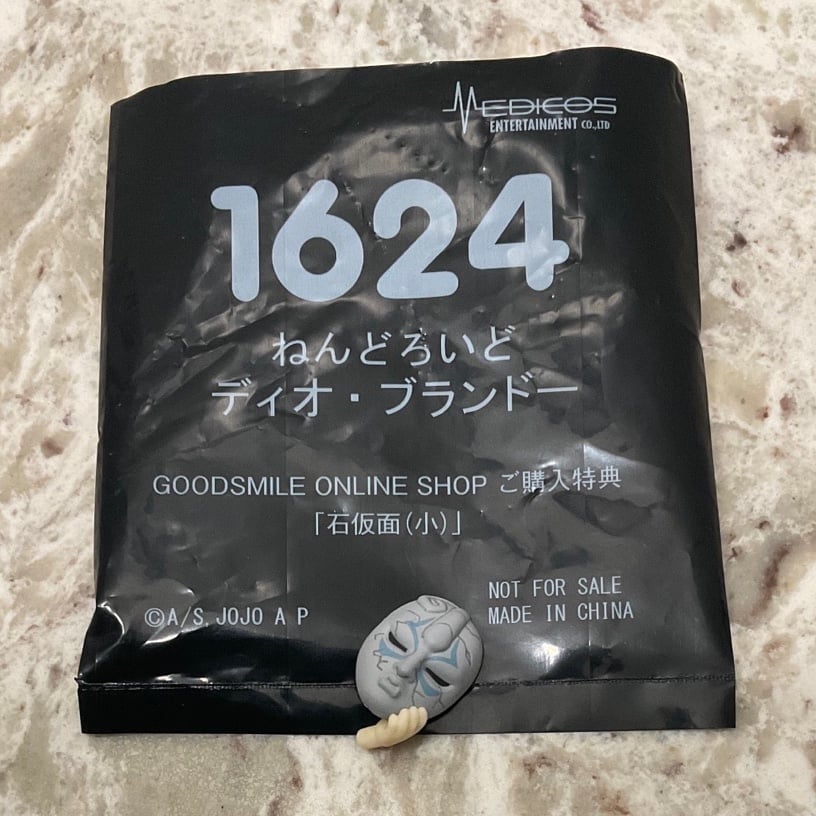 MEDICOS
ENTERTAINMENT CO.,LTD
1624
ねんどろいど
ディオ・ブランドー
GOODSMILE ONLINE SHOP ご購入特典
「石仮面(小)」
©A/S,JOJO A P
NOT FOR SALE
MADE IN CHINA